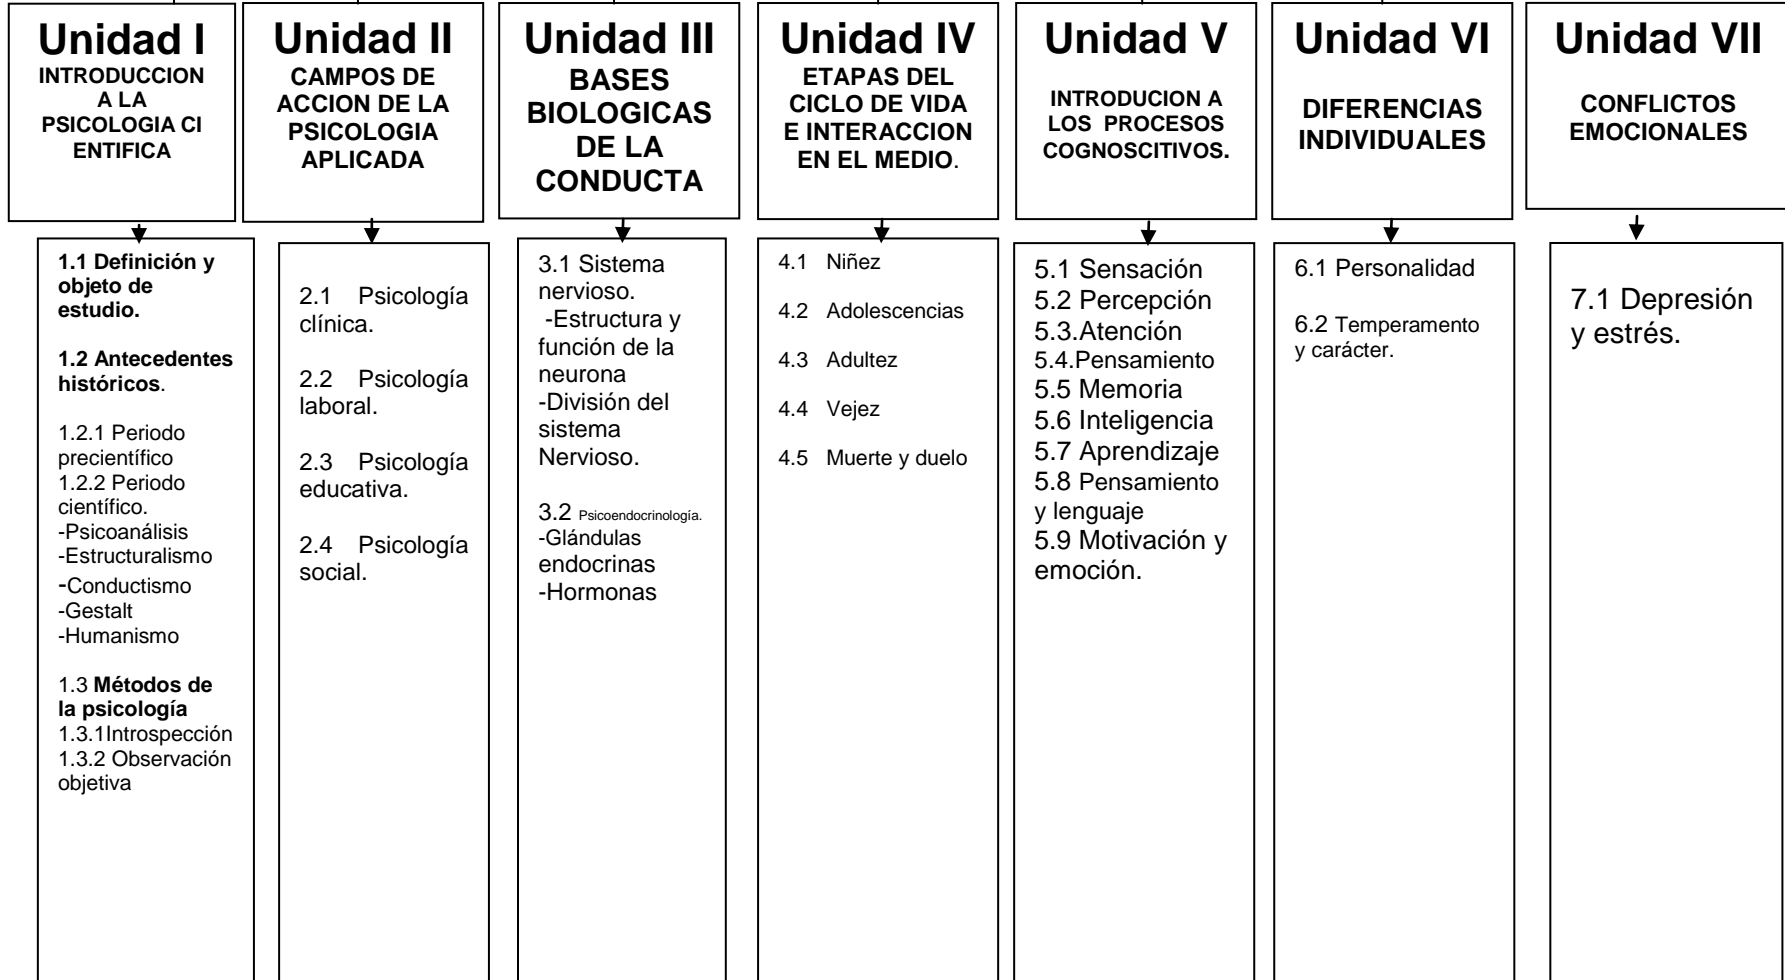 Unidad I
INTRODUCCION
A LA
PSICOLOGIA CI
ENTIFICA
Unidad II
CAMPOS DE
ACCION DE LA
PSICOLOGIA
APLICADA
Unidad III
BASES
BIOLOGICAS
DE LA
CONDUCTA
Unidad IV
ETAPAS DEL
CICLO DE VIDA
E INTERACCION
EN EL MEDIO.
Unidad V
INTRODUCION A
LOS PROCESOS
COGNOSCITIVOS.
Unidad VI
DIFERENCIAS
INDIVIDUALES
Unidad VII
CONFLICTOS
EMOCIONALES
1.1 Definición y
objeto de
estudio.
1.2 Antecedentes
históricos.
1.2.1 Periodo
precientífico
1.2.2 Periodo
científico.
-Psicoanálisis
-Estructuralismo
-Conductismo
-Gestalt
-Humanismo
1.3 Métodos de
la psicología
1.3.1Introspección
1.3.2 Observación
objetiva
2.1 Psicología
clínica.
2.2 Psicología
laboral.
2.3 Psicología
educativa.
2.4 Psicología
social.
3.1 Sistema
nervioso.
-Estructura y
función de la
neurona
-División del
sistema
Nervioso.
3.2 Psicoendocrinología.
-Glándulas
endocrinas
-Hormonas
4.1 Niñez
4.2 Adolescencias
4.3 Adultez
4.4 Vejez
4.5 Muerte y duelo
5.1 Sensación
5.2 Percepción
5.3.Atención
5.4.Pensamiento
5.5 Memoria
5.6 Inteligencia
5.7 Aprendizaje
5.8 Pensamiento
y lenguaje
5.9 Motivación y
emoción.
6.1 Personalidad
6.2 Temperamento
y carácter.
7.1 Depresión
y estrés.